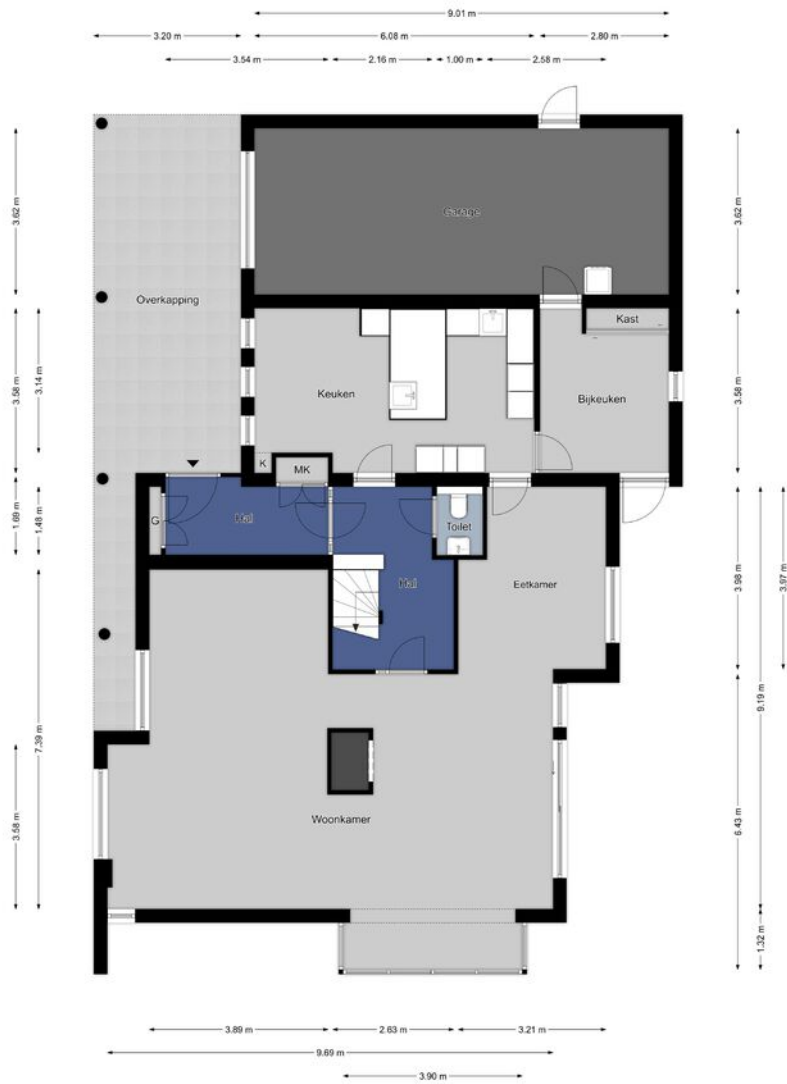 9.01 m
3.20 m
6.08 m
2.80 m
3.54 m
2.16 m
1.00 m
2.58 m
3.62 m
3.62 m
Garage
Overkapping
Kast
3.58 m
3.14 m
Keuken
Bijkeuken
3.58 m
K
MK
1.69 m
1.48 m
G
Hal
Toilet
Hal
Eetkamer
3.98 m
3.97 m
7.39 m
9.19 m
3.58 m
Woonkamer
6.43 m
1.32 m
3.89 m
2.63 m
3.21 m
9.69 m
3.90 m